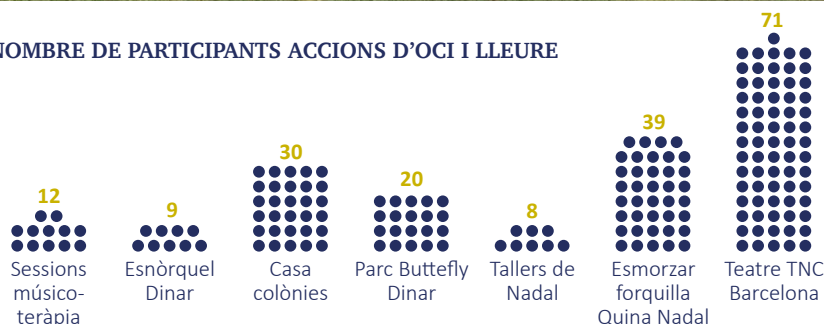 NOMBRE DE PARTICIPANTS ACCIONS D'OCI I LLEURE
71
39
30
20
12
9
8
Sessions
músico-
teràpia
Esnòrquel
Dinar
Casa
colònies
Parc Buttefly
Dinar
Tallers de
Nadal
Esmorzar
forquilla
Quina Nadal
Teatre TNC
Barcelona